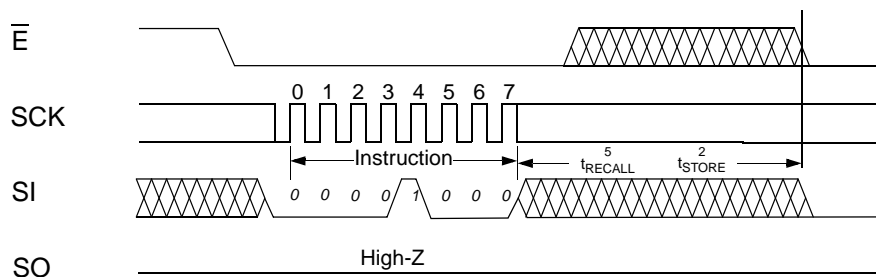 E̅
SCK
0 1 2 3 4 5 6 7
Instruction
5 2
tRECALL tSTORE
SI
0 0 0 0 1 0 0 0
High-Z
SO